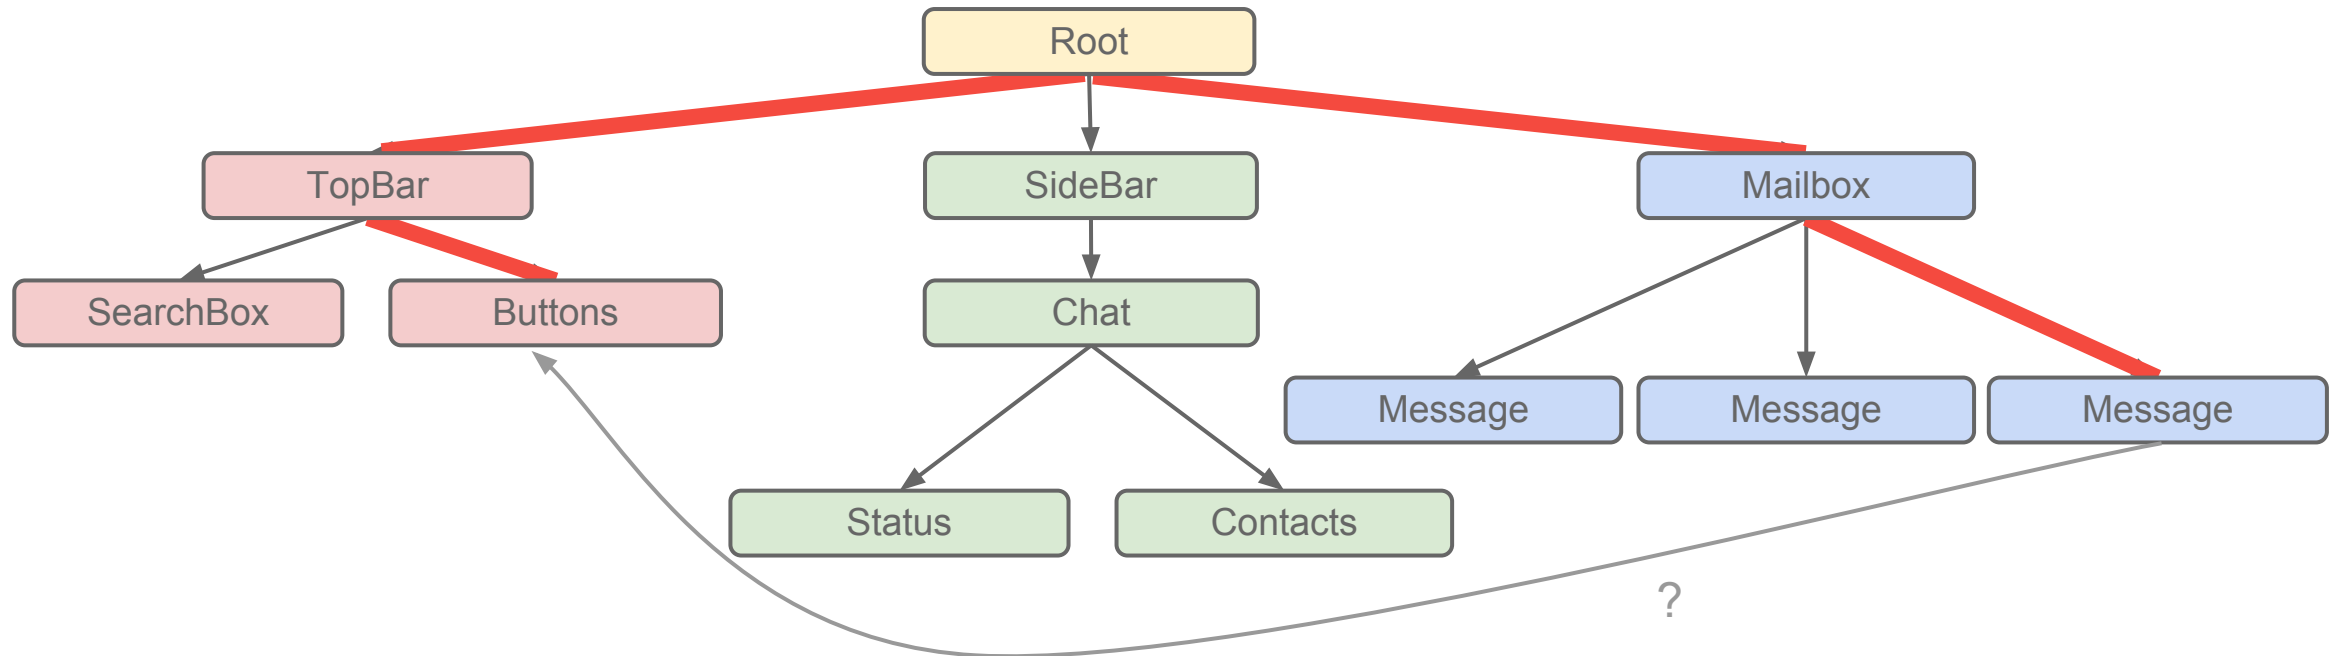 Root
TopBar
SideBar
Mailbox
SearchBox
Buttons
Chat
Message
Message
Message
Status
Contacts
?